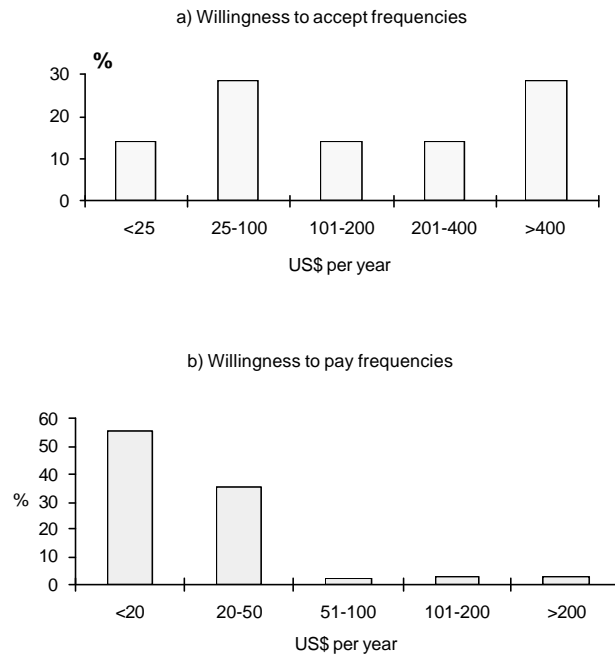 a) Willingness to accept frequencies
%
30
20
10
0
<25 25-100 101-200 201-400 >400
US$ per year
b) Willingness to pay frequencies
60
50
40
30
20
10
0
%
<20 20-50 51-100 101-200 >200
US$ per year